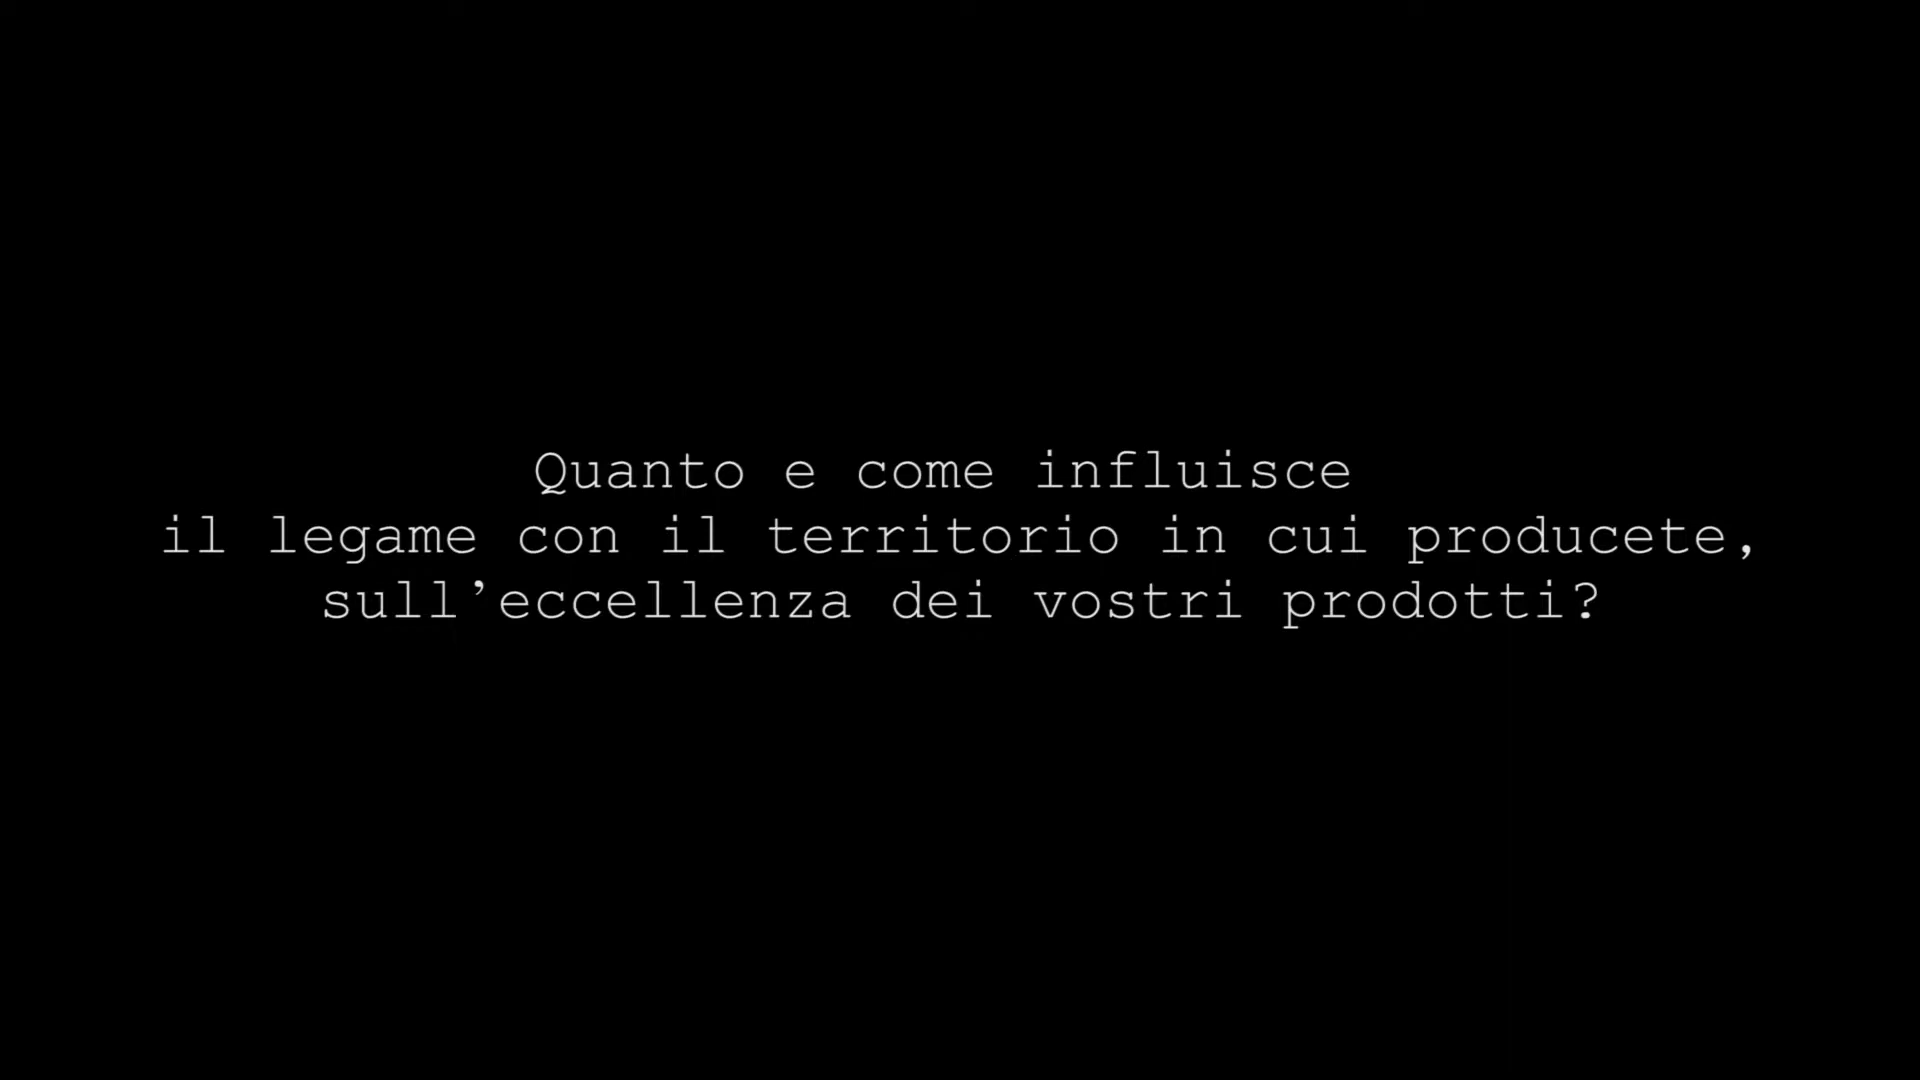 Quanto e come influisce
il legame con il territorio in cui producete,
sull’eccellenza dei vostri prodotti?